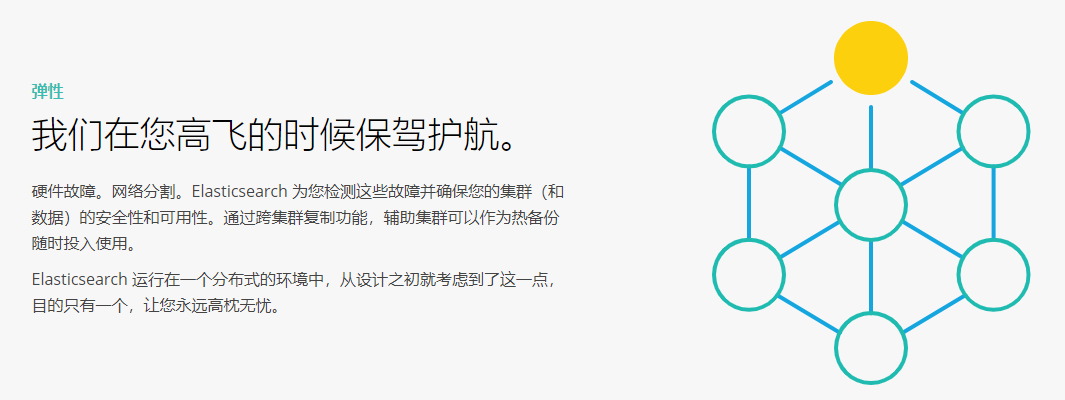 弹性
我们在您高飞的时候保驾护航。
硬件故障。网络分割。Elasticsearch 为您检测这些故障并确保您的集群（和
数据）的安全性和可用性。通过跨集群复制功能，辅助集群可以作为热备份
随时投入使用。
Elasticsearch 运行在一个分布式的环境中，从设计之初就考虑到了这一点，
目的只有一个，让您永远高枕无忧。